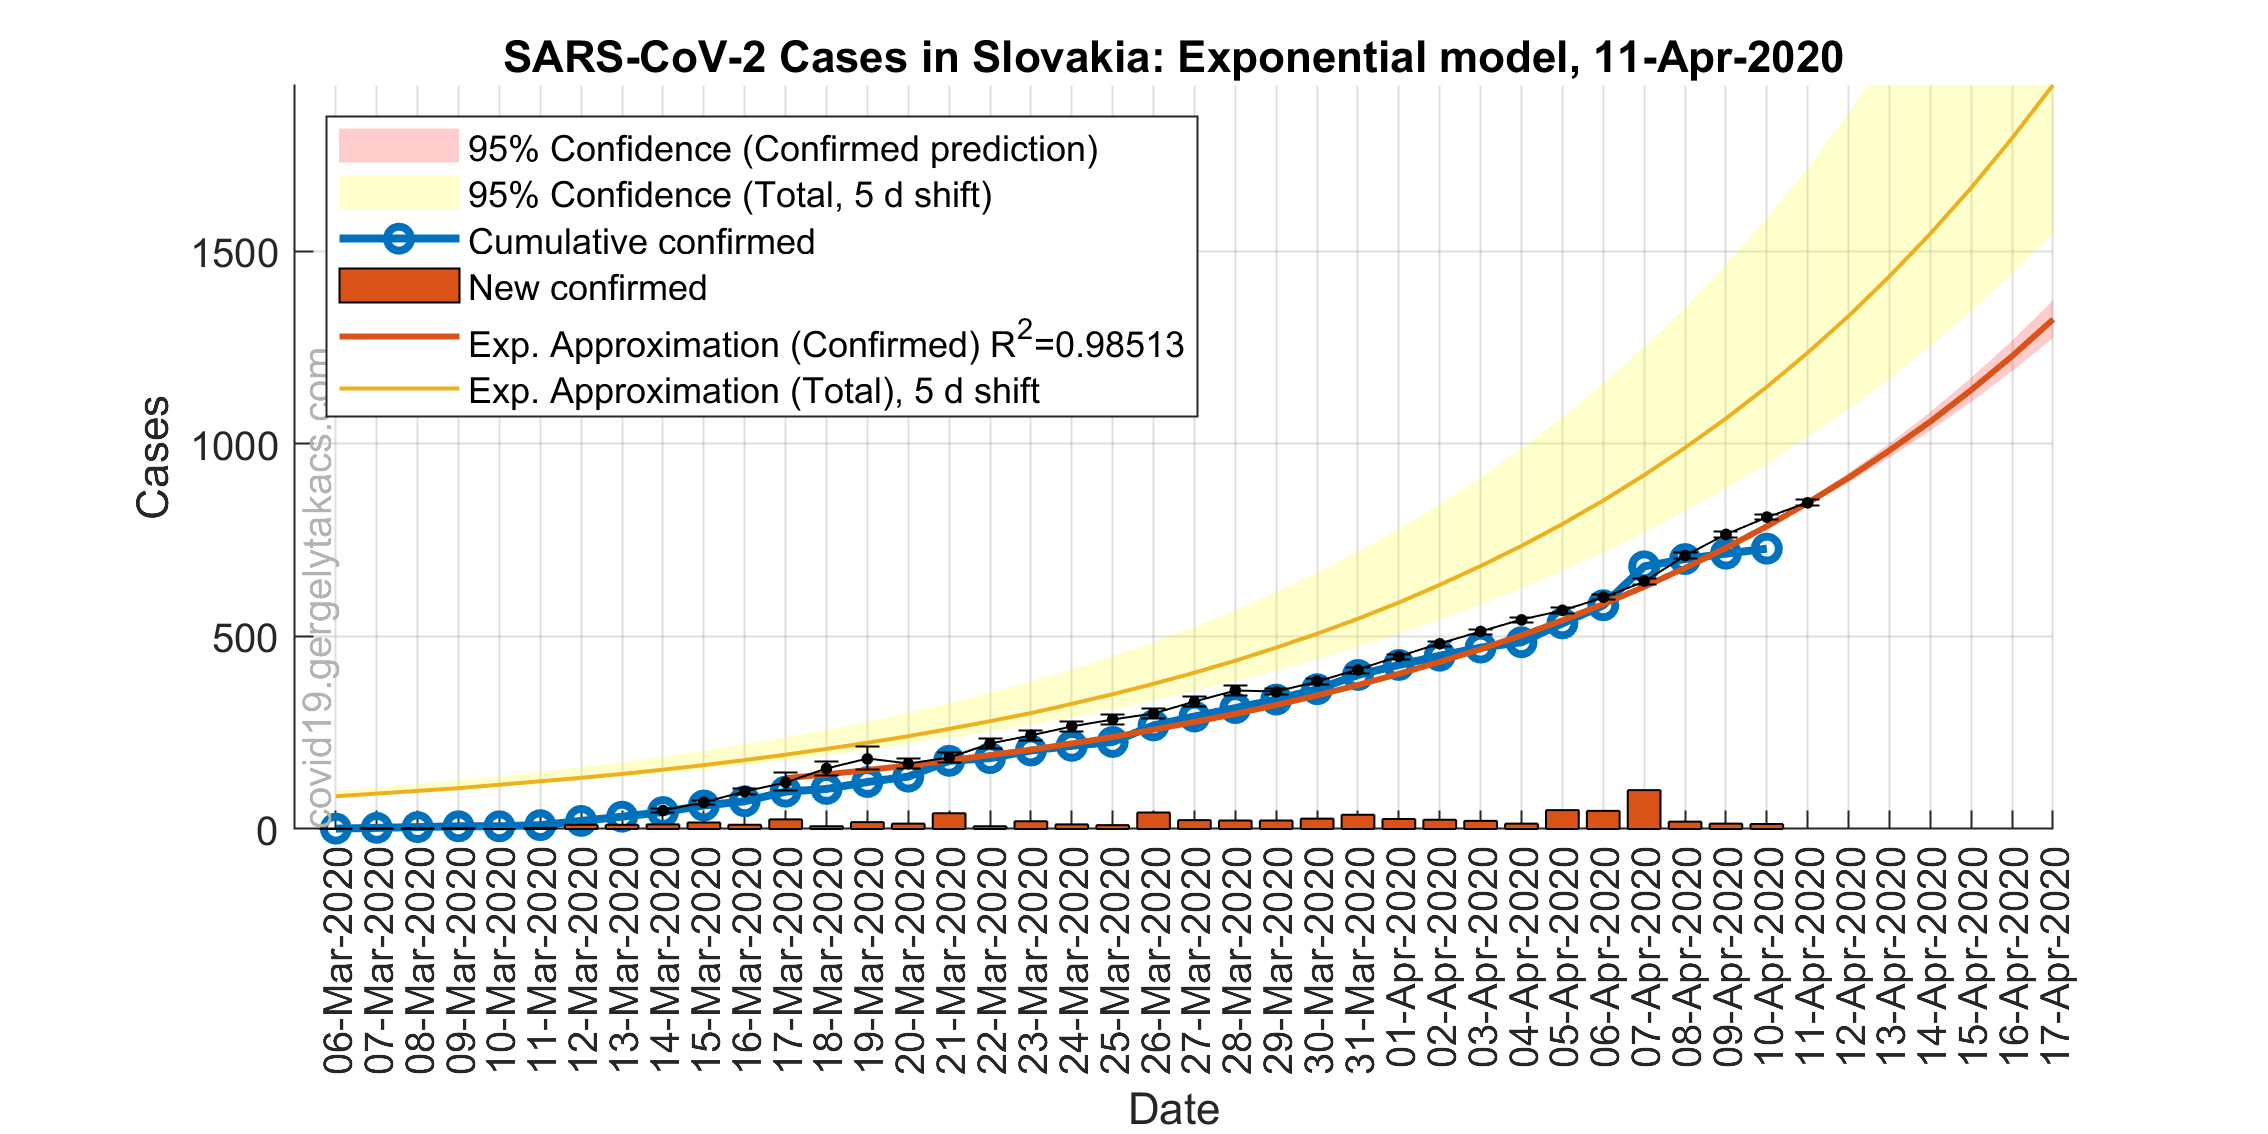 SARS-CoV-2 Cases in Slovakia: Exponential model, 11-Apr-2020
95% Confidence (Confirmed prediction)
95% Confidence (Total, 5 d shift)
Cumulative confirmed
New confirmed
Exp. Approximation (Confirmed) R²=0.98513
Exp. Approximation (Total), 5 d shift
covid19.gergelytakacs.com
Cases
1500
1000
500
0
06-Mar-2020
07-Mar-2020
08-Mar-2020
09-Mar-2020
10-Mar-2020
11-Mar-2020
12-Mar-2020
13-Mar-2020
14-Mar-2020
15-Mar-2020
16-Mar-2020
17-Mar-2020
18-Mar-2020
19-Mar-2020
20-Mar-2020
21-Mar-2020
22-Mar-2020
23-Mar-2020
24-Mar-2020
25-Mar-2020
26-Mar-2020
27-Mar-2020
28-Mar-2020
29-Mar-2020
30-Mar-2020
31-Mar-2020
01-Apr-2020
02-Apr-2020
03-Apr-2020
04-Apr-2020
05-Apr-2020
06-Apr-2020
07-Apr-2020
08-Apr-2020
09-Apr-2020
10-Apr-2020
11-Apr-2020
12-Apr-2020
13-Apr-2020
14-Apr-2020
15-Apr-2020
16-Apr-2020
17-Apr-2020
Date